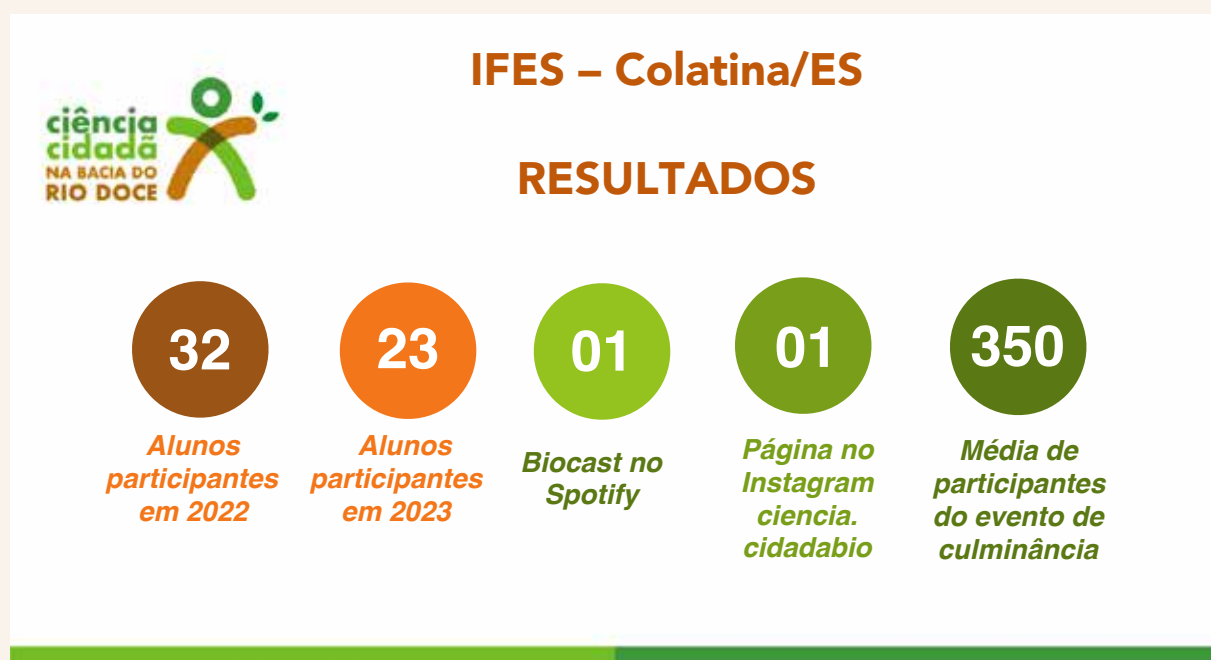 ciência
cidadã
NA BACIA DO
RIO DOCE
IFES – Colatina/ES
RESULTADOS
32
Alunos
participantes
em 2022
23
Alunos
participantes
em 2023
01
Biocast no
Spotify
01
Página no
Instagram
ciencia.
cidadabio
350
Média de
participantes
do evento de
culminância